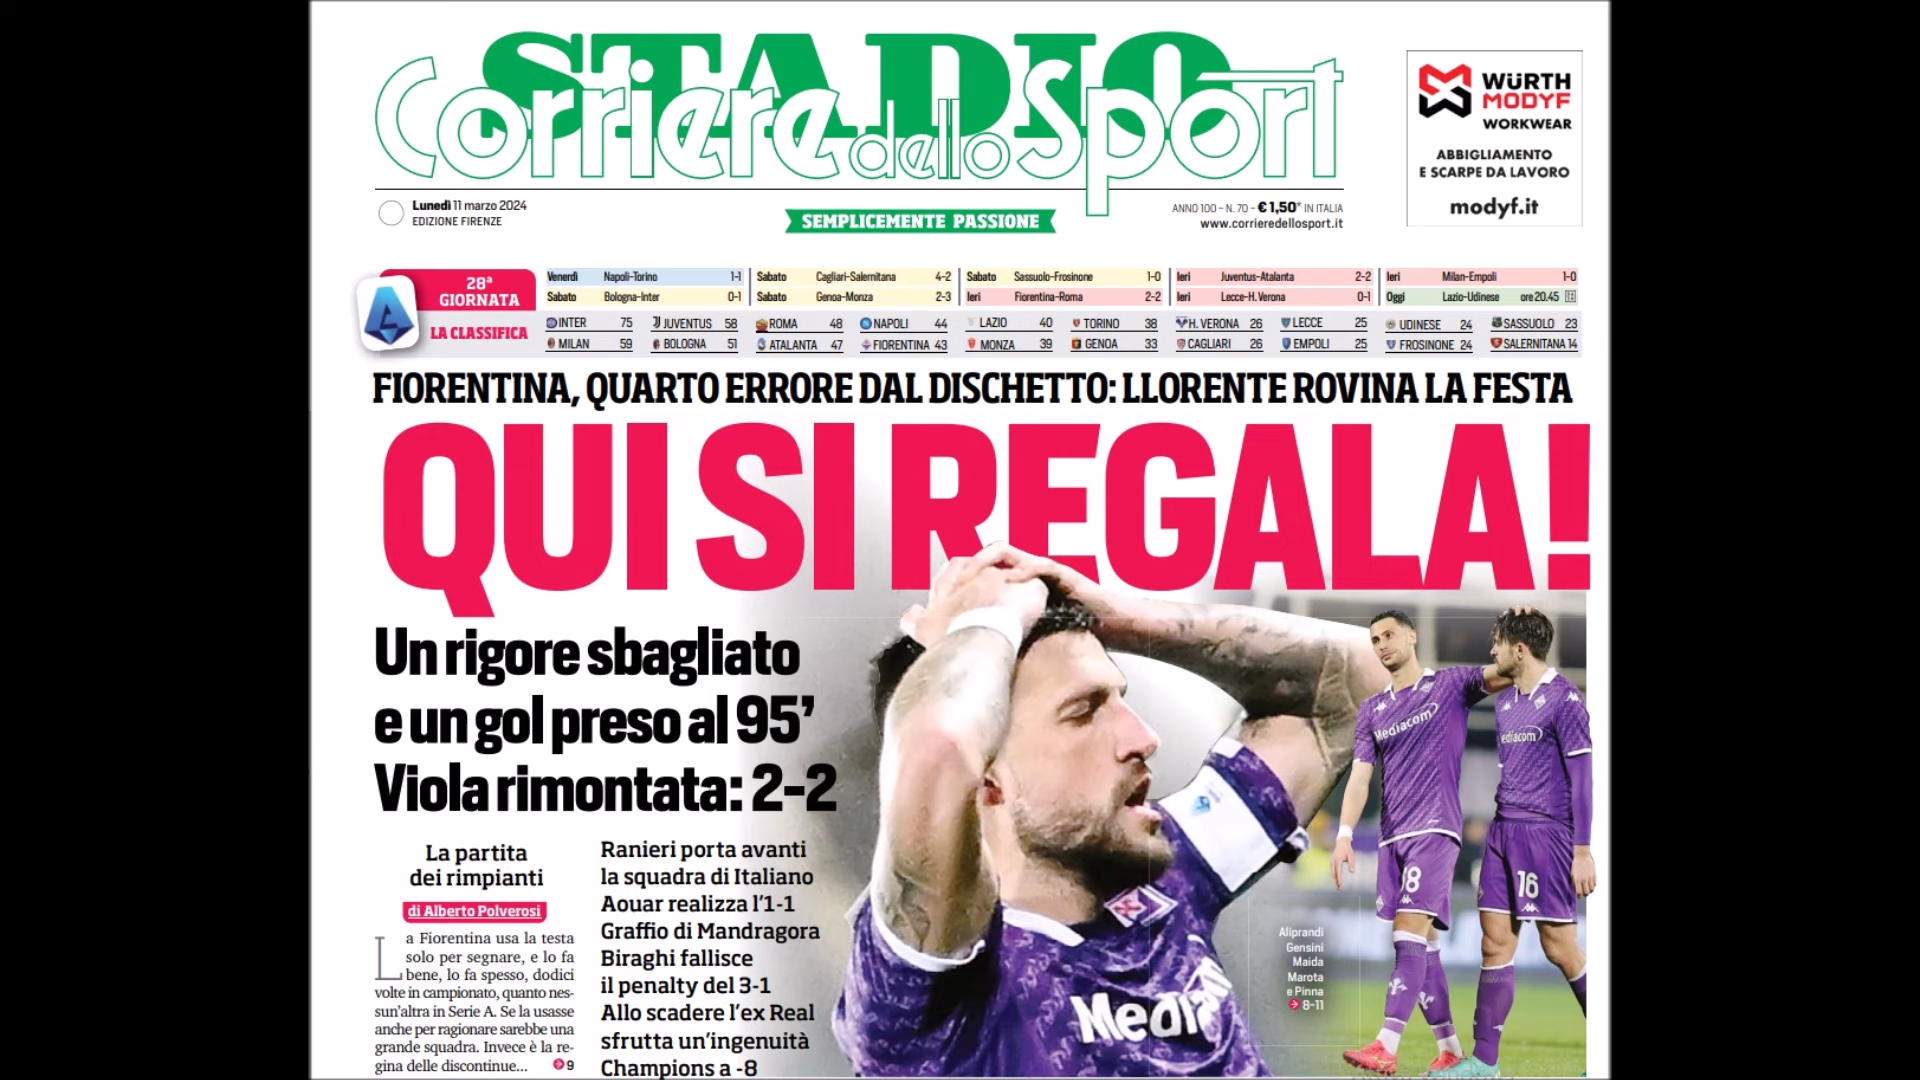 STADIO
Corriere dello Sport
WÜRTH
MODYF
WORKWEAR
ABBIGLIAMENTO
E SCARPE DA LAVORO
modyf.it
Lunedì 11 marzo 2024
EDIZIONE FIRENZE
SEMPLICEMENTE PASSIONE
ANNO 100 - N. 70 - € 1,50* IN ITALIA
www.corrieredellosport.it
28ª
GIORNATA
Venerdì Napoli-Torino 1-1
Sabato Bologna-Inter 0-1
Sabato Cagliari-Salernitana 4-2
Sabato Genoa-Monza 2-3
Sabato Sassuolo-Frosinone 1-0
Ieri Fiorentina-Roma 2-2
Ieri Juventus-Atalanta 2-2
Ieri Lecce-H. Verona 0-1
Ieri Milan-Empoli 1-0
Oggi Lazio-Udinese ore 20.45
LA CLASSIFICA
INTER 75
MILAN 59
JUVENTUS 58
BOLOGNA 51
ROMA 48
ATALANTA 47
NAPOLI 44
FIORENTINA 43
LAZIO 40
MONZA 39
TORINO 38
GENOA 33
H. VERONA 26
CAGLIARI 26
LECCE 25
EMPOLI 25
UDINESE 24
FROSINONE 24
SASSUOLO 23
SALERNITANA 14
FIORENTINA, QUARTO ERRORE DAL DISCHETTO: LLORENTE ROVINA LA FESTA
QUI SI REGALA!
Un rigore sbagliato
e un gol preso al 95’
Viola rimontata: 2-2
La partita
dei rimpianti
di Alberto Polverosi
La Fiorentina usa la testa
solo per segnare, e lo fa
bene, lo fa spesso, dodici
volte in campionato, quanto nes-
sun’altra in Serie A. Se la usasse
anche per ragionare sarebbe una
grande squadra. Invece è la re-
gina delle discontinue... 9
Ranieri porta avanti
la squadra di Italiano
Aouar realizza l’1-1
Graffio di Mandragora
Biraghi fallisce
il penalty del 3-1
Allo scadere l’ex Real
sfrutta un’ingenuità
Champions a -8
Aliprandi
Gensini
Maida
Marota
e Pinna
8-11
Mediacom
ediacom
18
16